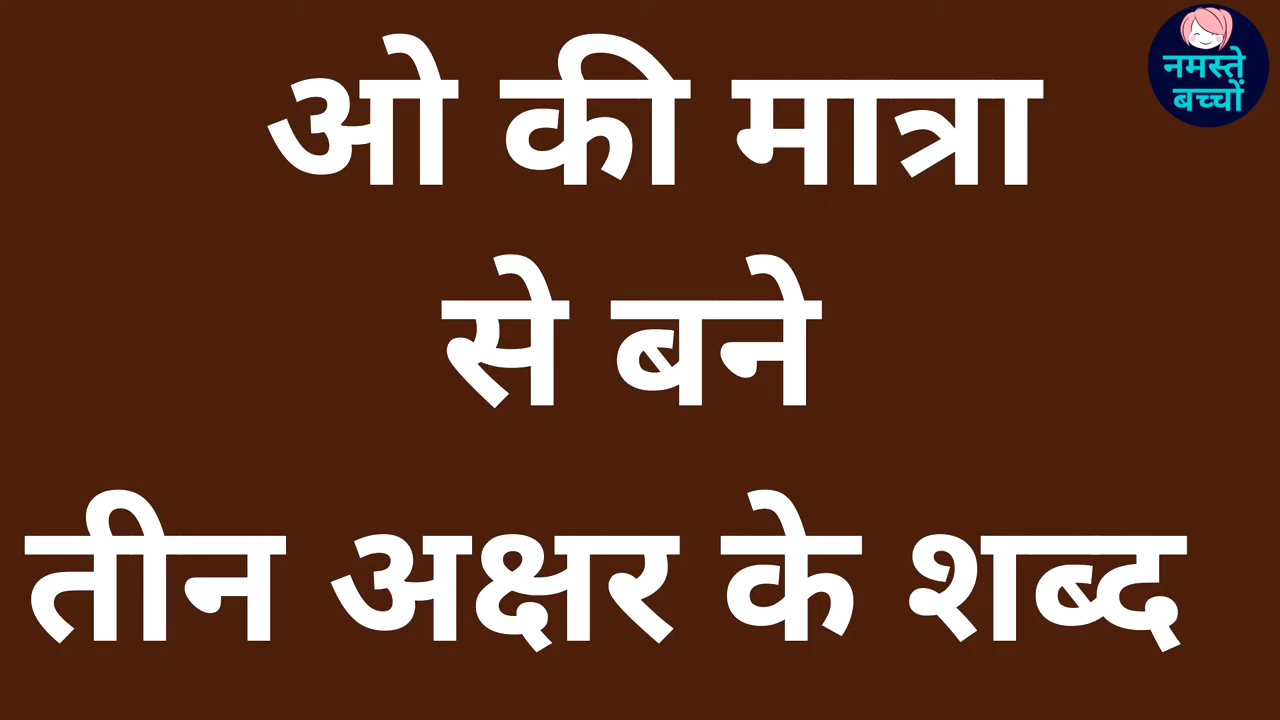 ओ की मात्रा
से बने
तीन अक्षर के शब्द
नमस्ते
बच्चों